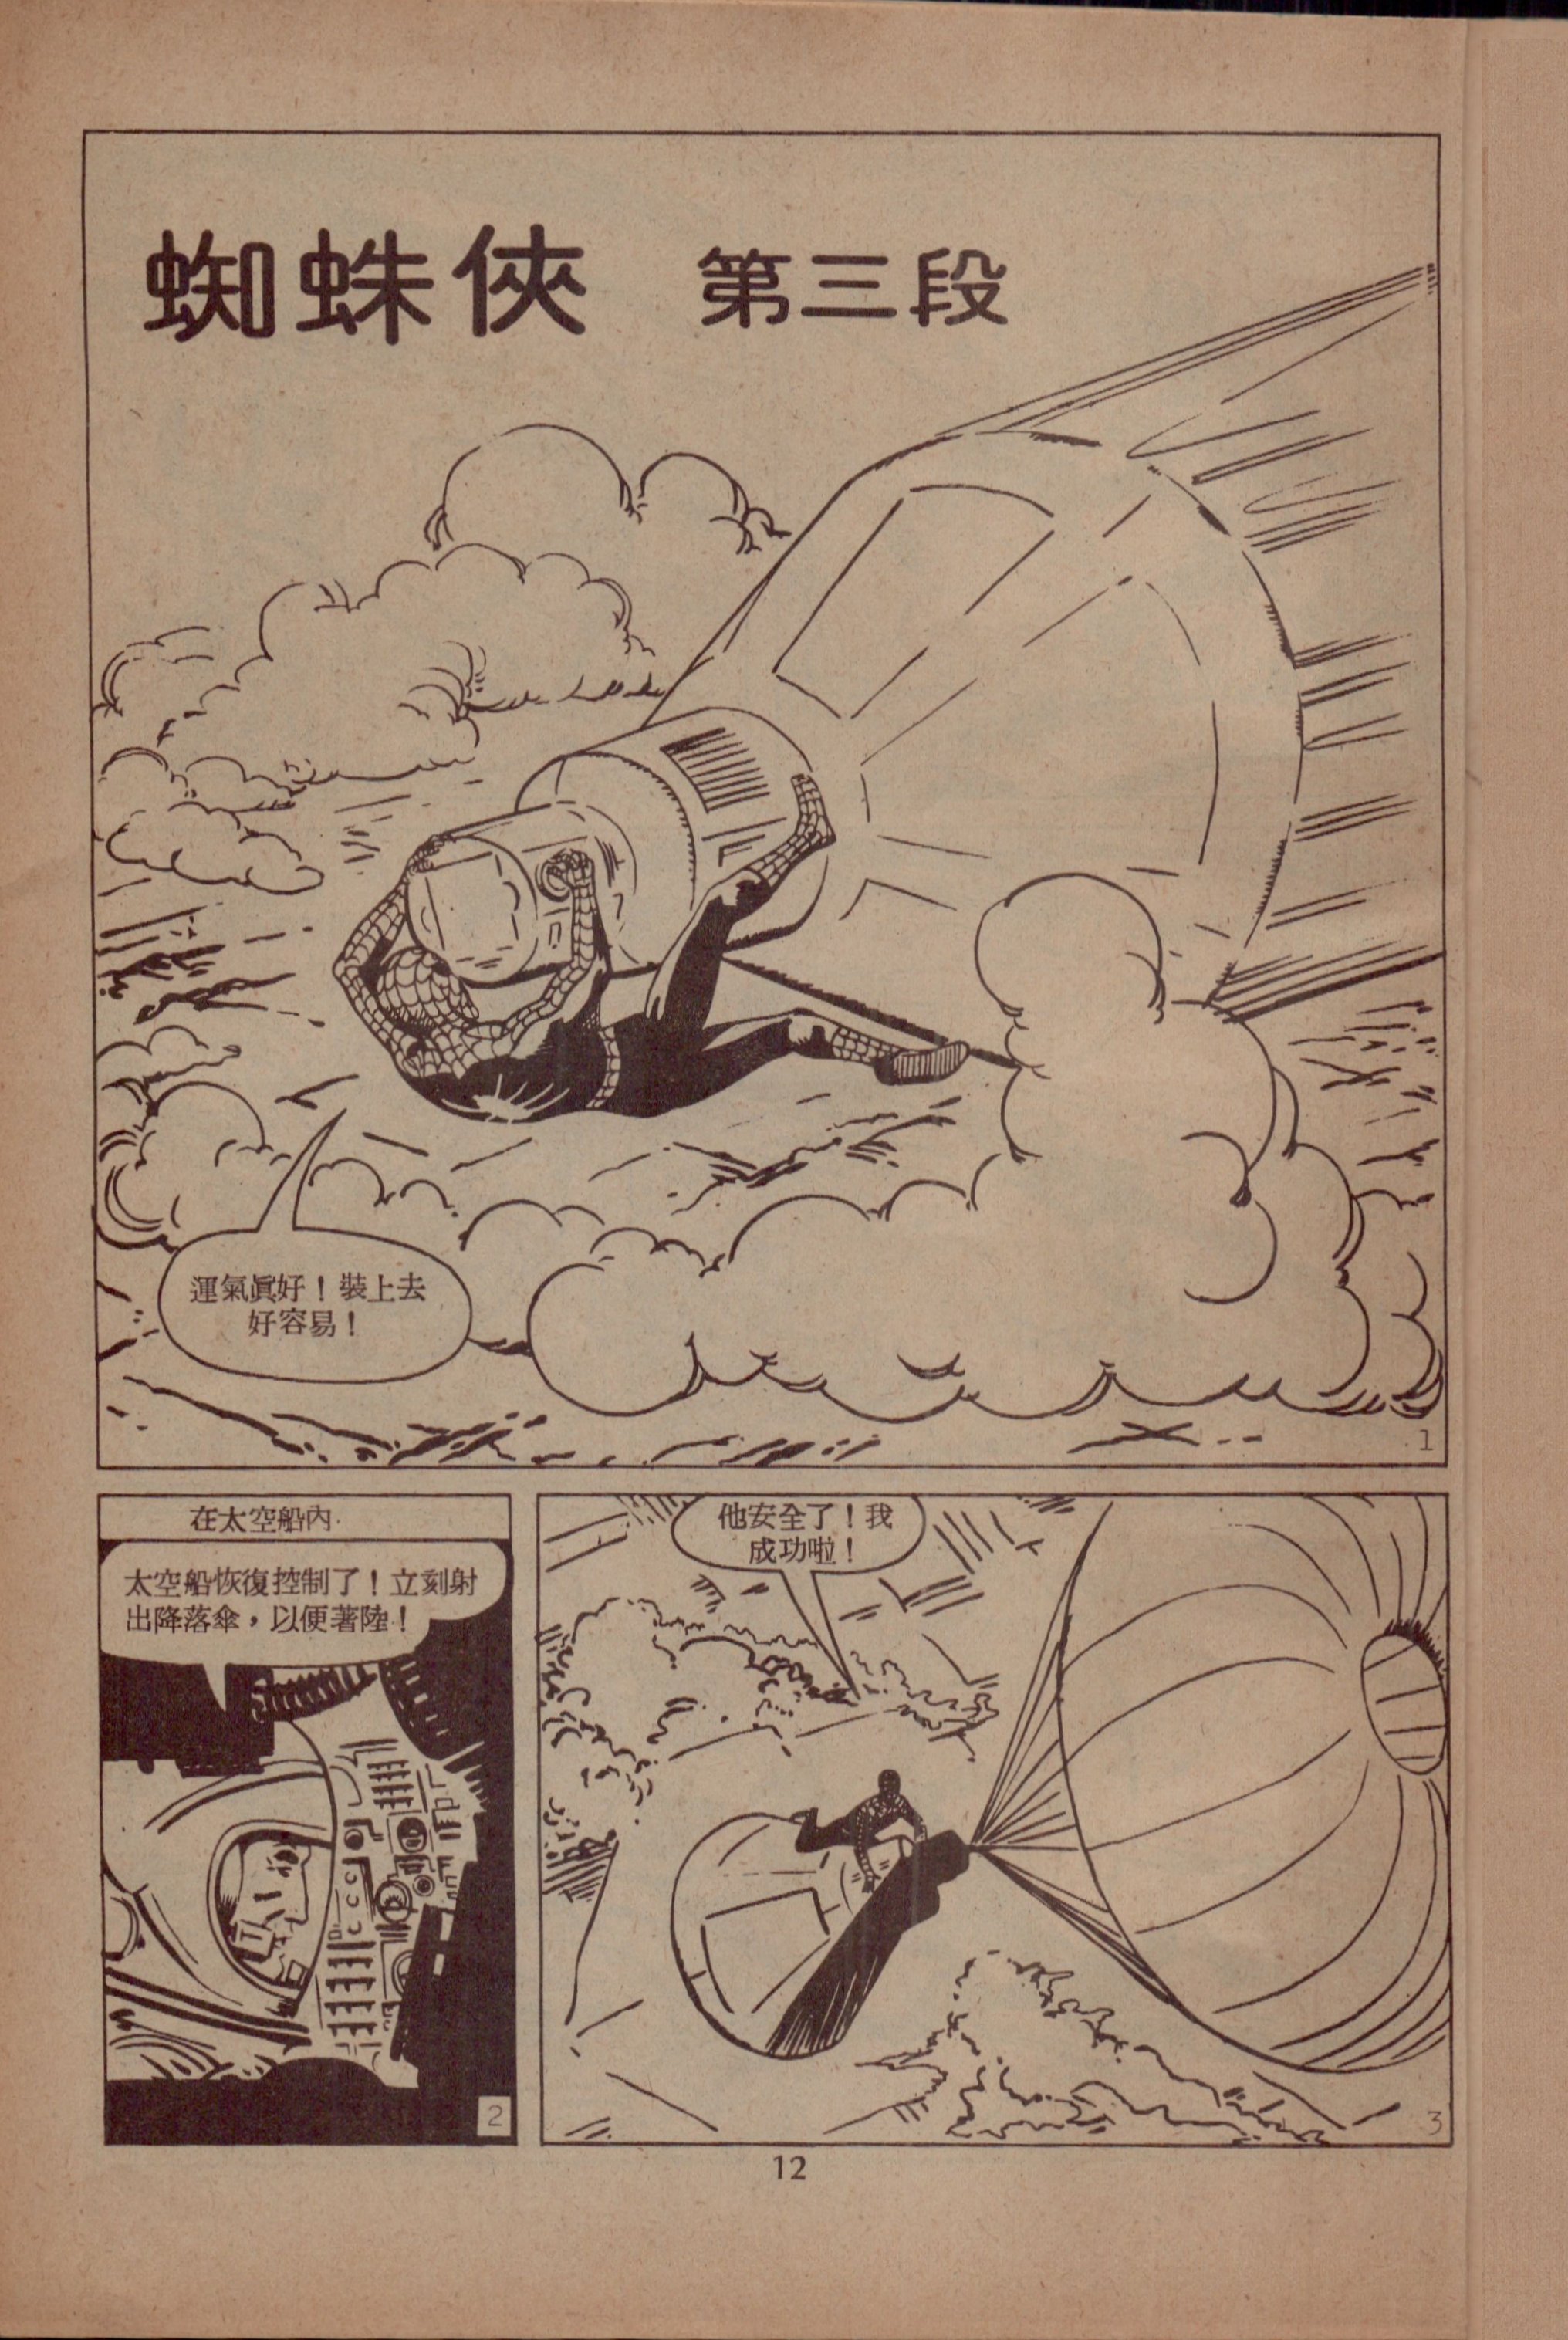 蜘蛛俠 第三段
運氣眞好！裝上去
好容易！
1
在太空船內
太空船恢復控制了！立刻射
出降落傘，以便著陸！
2
他安全了！我
成功啦！
3
12